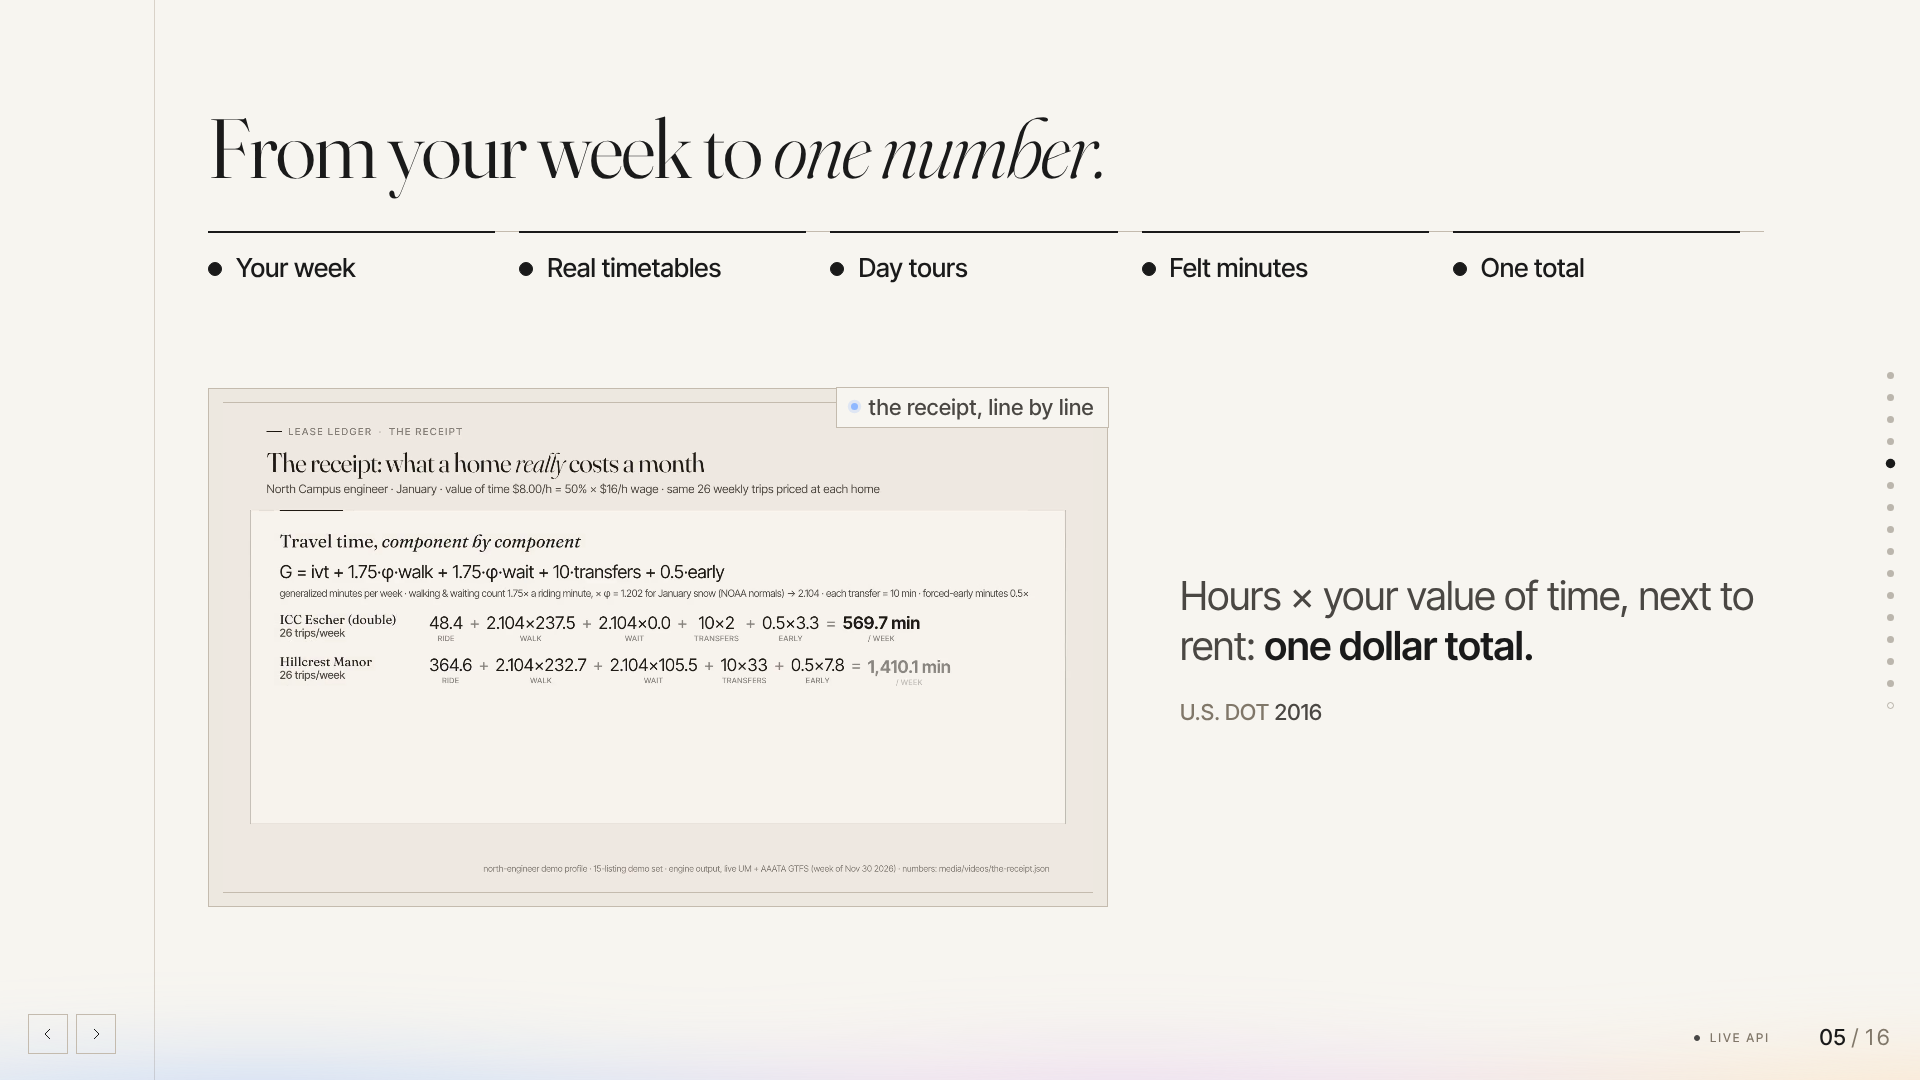 From your week to one number.
Your week
Real timetables
Day tours
Felt minutes
One total
the receipt, line by line
LEASE LEDGER · THE RECEIPT
The receipt: what a home really costs a month
North Campus engineer · January · value of time $8.00/h = 50% × $16/h wage · same 26 weekly trips priced at each home
Travel time, component by component
G = ivt + 1.75·φ·walk + 1.75·φ·wait + 10·transfers + 0.5·early
generalized minutes per week · walking & waiting count 1.75× a riding minute, × φ = 1.202 for January snow (NOAA normals) → 2.104 · each transfer = 10 min · forced-early minutes 0.5×
ICC Escher (double)
26 trips/week
48.4 + 2.104×237.5 + 2.104×0.0 + 10×2 + 0.5×3.3 = 569.7 min
RIDE WALK WAIT TRANSFERS EARLY / WEEK
Hillcrest Manor
26 trips/week
364.6 + 2.104×232.7 + 2.104×105.5 + 10×33 + 0.5×7.8 = 1,410.1 min
RIDE WALK WAIT TRANSFERS EARLY / WEEK
north-engineer demo profile · 15-listing demo set · engine output, live UM + AAATA GTFS (week of Nov 30 2026) · numbers: media/videos/the-receipt.json
Hours × your value of time, next to
rent: one dollar total.
U.S. DOT 2016
LIVE API
05 / 16